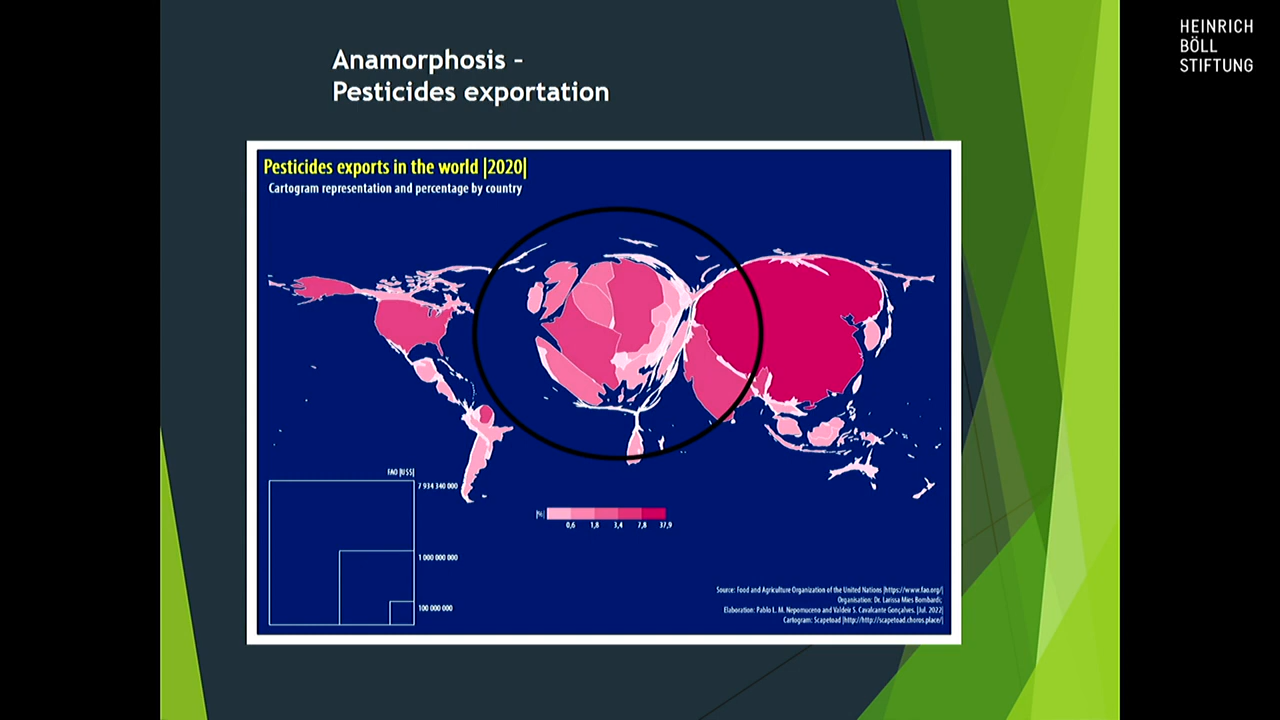 HEINRICH
BÖLL
STIFTUNG
Anamorphosis –
Pesticides exportation
Pesticides exports in the world |2020|
Cartogram representation and percentage by country
FAO |US$|
7 934 340 000
1 000 000 000
100 000 000
|%|
0,6 1,8 3,4 7,8 37,9
Source: Food and Agriculture Organization of the United Nations |https://www.fao.org/|
Organisation: Dr. Larissa Mies Bombardi;
Elaboration: Pablo L. M. Nepomuceno and Valdeir S. Cavalcante Gonçalves. |Jul. 2022|
Cartogram: Scapetoad |http://http://scapetoad.choros.place/|